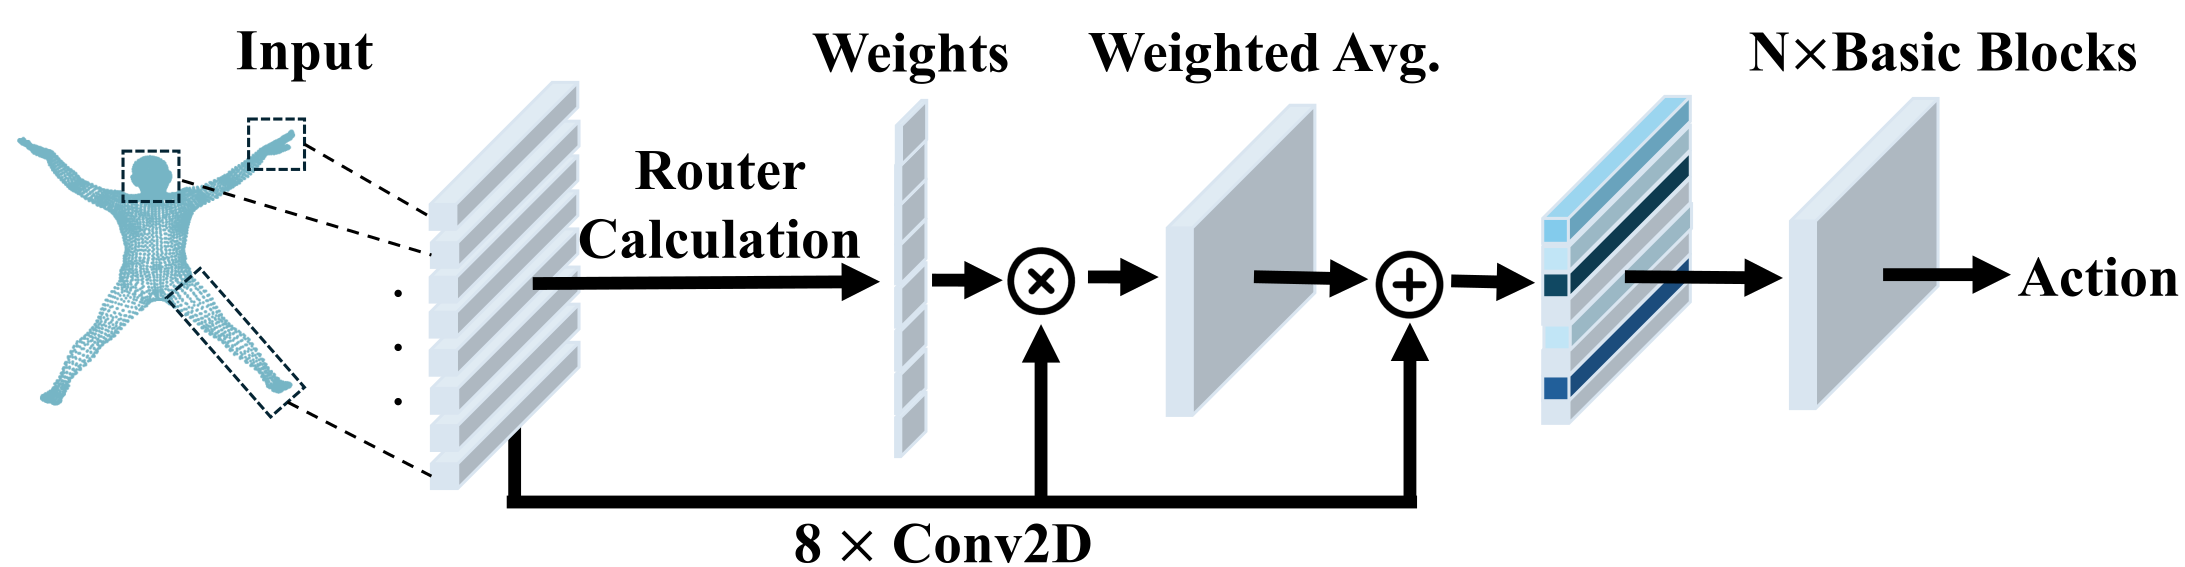 Input
Weights
Weighted Avg.
N×Basic Blocks
Router
Calculation
Action
8 × Conv2D